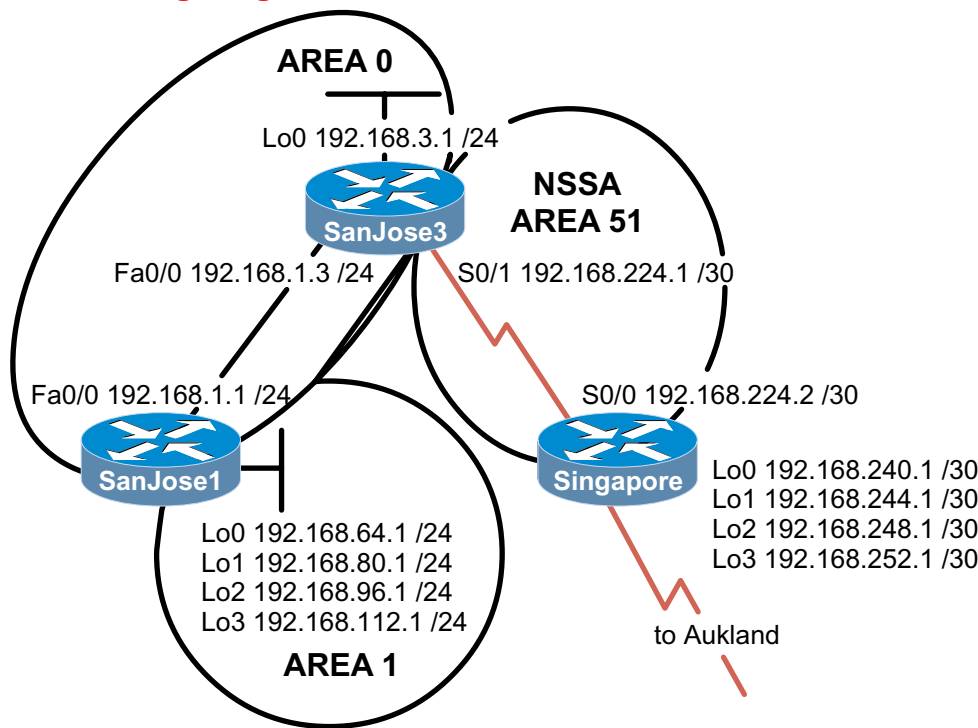 AREA 0
Lo0 192.168.3.1 /24
NSSA
AREA 51
SanJose3
Fa0/0 192.168.1.3 /24
S0/1 192.168.224.1 /30
Fa0/0 192.168.1.1 /24
S0/0 192.168.224.2 /30
SanJose1
Singapore
Lo0 192.168.240.1 /30
Lo1 192.168.244.1 /30
Lo2 192.168.248.1 /30
Lo3 192.168.252.1 /30
Lo0 192.168.64.1 /24
Lo1 192.168.80.1 /24
Lo2 192.168.96.1 /24
Lo3 192.168.112.1 /24
AREA 1
to Aukland